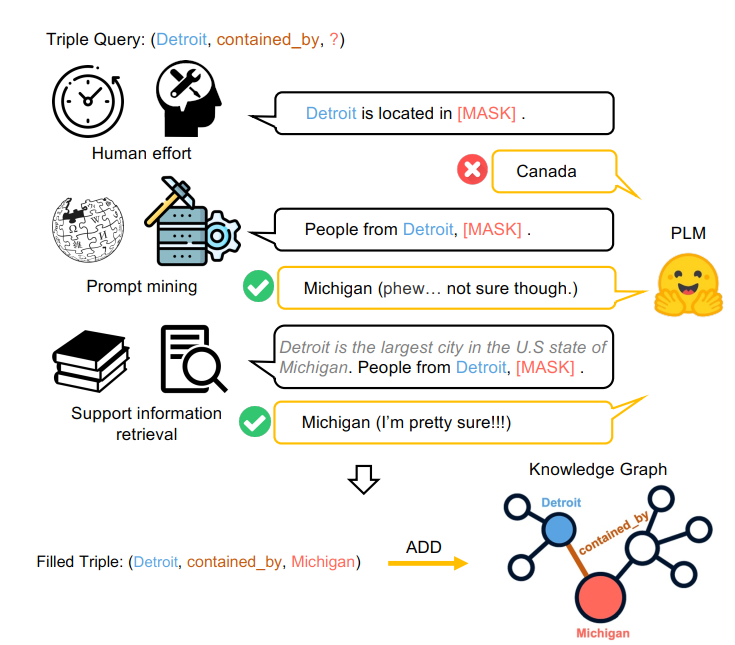 Triple Query: (Detroit, contained_by, ?)
Detroit is located in [MASK] .
Human effort
Canada
People from Detroit, [MASK] .
PLM
Prompt mining
Michigan (phew… not sure though.)
Detroit is the largest city in the U.S state of
Michigan. People from Detroit, [MASK] .
Support information
retrieval
Michigan (I'm pretty sure!!!)
Knowledge Graph
Detroit
contained_by
Filled Triple: (Detroit, contained_by, Michigan)
ADD
Michigan